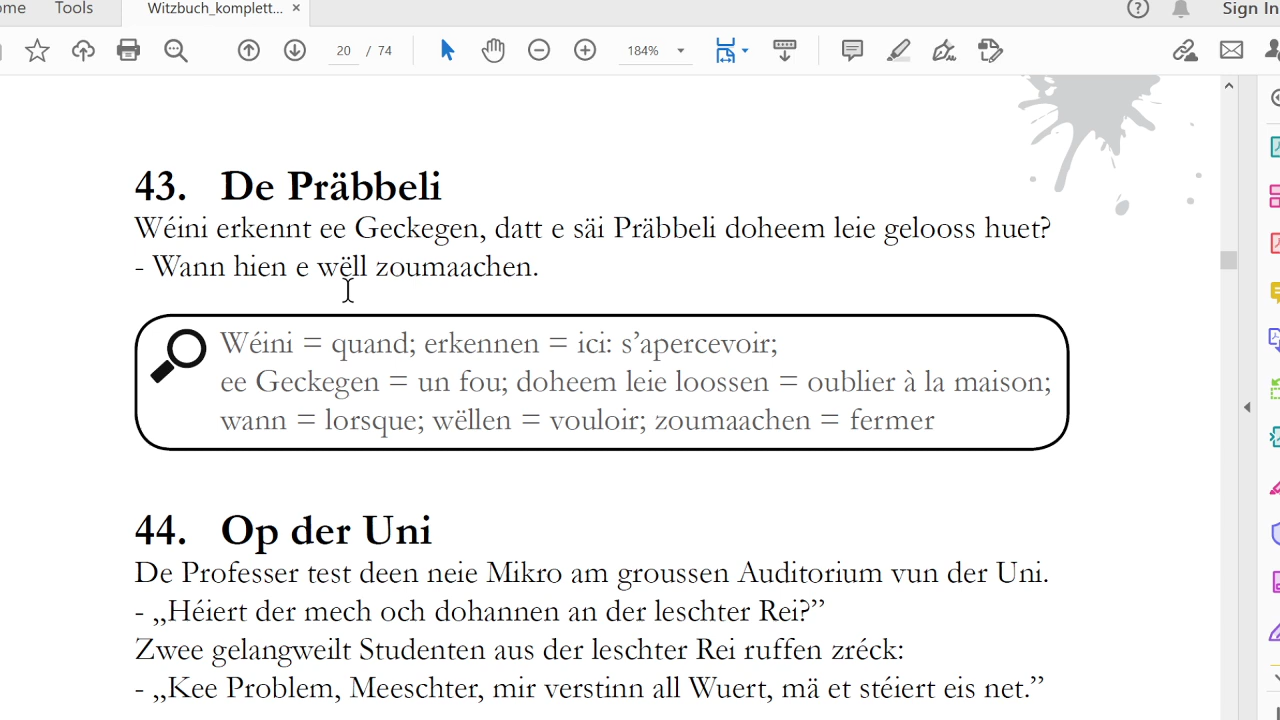 ome Tools Witzbuch_komplett... × Sign In
20 / 74 184%
43. De Präbbeli
Wéini erkennt ee Geckegen, datt e säi Präbbeli doheem leie gelooss huet?
- Wann hien e wëll zoumaachen.
Wéini = quand; erkennen = ici: s’apercevoir;
ee Geckegen = un fou; doheem leie loossen = oublier à la maison;
wann = lorsque; wëllen = vouloir; zoumaachen = fermer
44. Op der Uni
De Professer test deen neie Mikro am groussen Auditorium vun der Uni.
- „Héiert der mech och dohannen an der leschter Rei?”
Zwee gelangweilt Studenten aus der leschter Rei ruffen zréck:
- „Kee Problem, Meeschter, mir verstinn all Wuert, mä et stéiert eis net.”